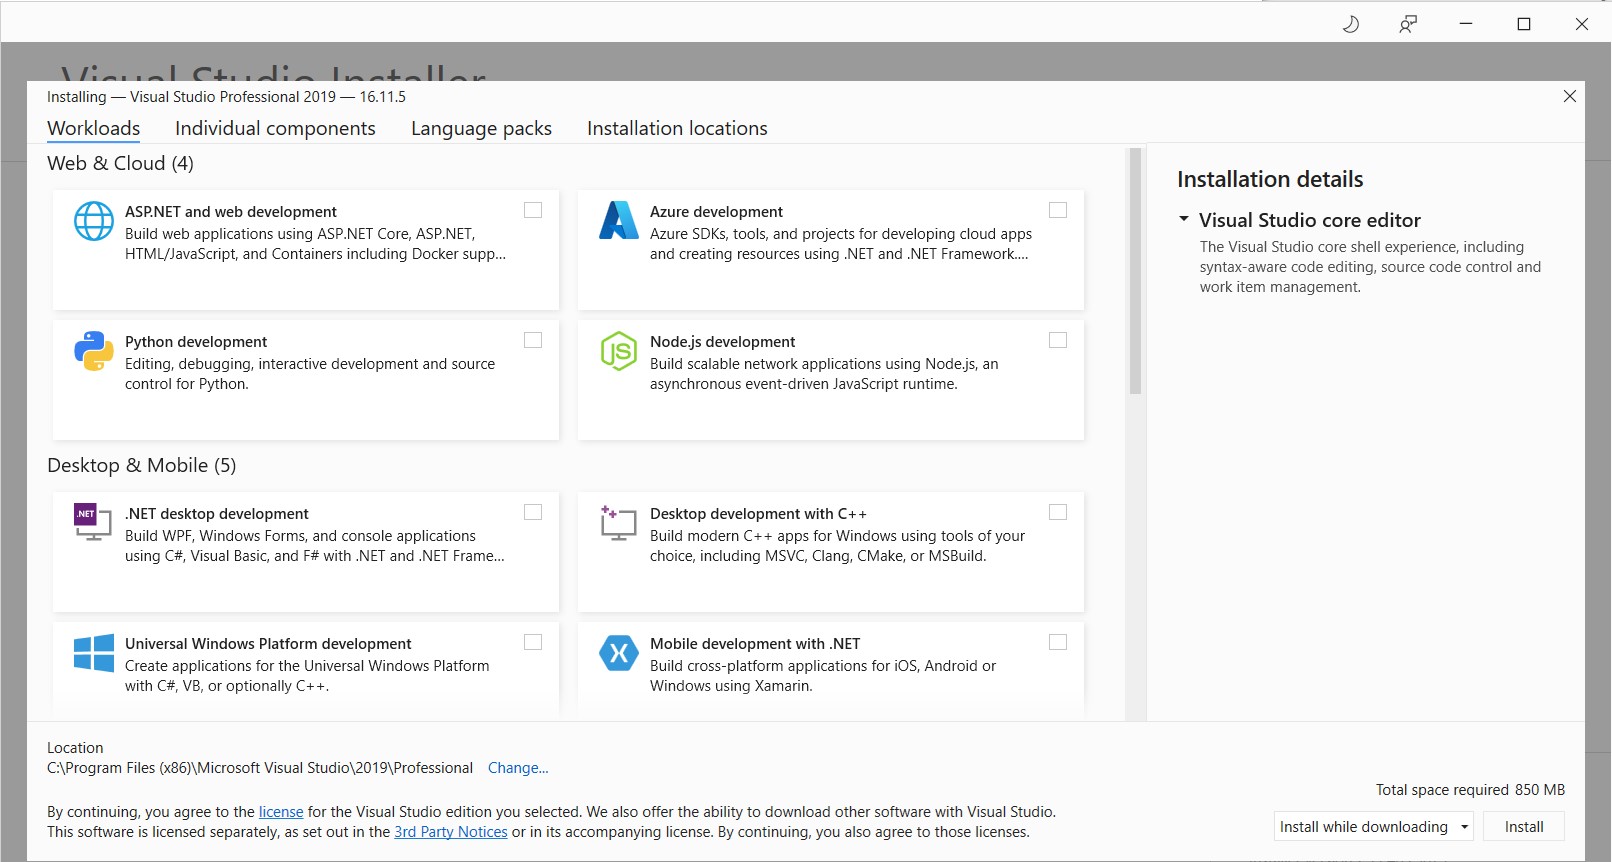 Visual Studio Installer
Installing — Visual Studio Professional 2019 — 16.11.5
Workloads Individual components Language packs Installation locations
Web & Cloud (4)
ASP.NET and web development
Build web applications using ASP.NET Core, ASP.NET,
HTML/JavaScript, and Containers including Docker supp...
Azure development
Azure SDKs, tools, and projects for developing cloud apps
and creating resources using .NET and .NET Framework....
Python development
Editing, debugging, interactive development and source
control for Python.
JS
Node.js development
Build scalable network applications using Node.js, an
asynchronous event-driven JavaScript runtime.
Desktop & Mobile (5)
.NET
.NET desktop development
Build WPF, Windows Forms, and console applications
using C#, Visual Basic, and F# with .NET and .NET Frame...
Desktop development with C++
Build modern C++ apps for Windows using tools of your
choice, including MSVC, Clang, CMake, or MSBuild.
Universal Windows Platform development
Create applications for the Universal Windows Platform
with C#, VB, or optionally C++.
Mobile development with .NET
Build cross-platform applications for iOS, Android or
Windows using Xamarin.
Installation details
Visual Studio core editor
The Visual Studio core shell experience, including
syntax-aware code editing, source code control and
work item management.
Location
C:\Program Files (x86)\Microsoft Visual Studio\2019\Professional Change...
By continuing, you agree to the license for the Visual Studio edition you selected. We also offer the ability to download other software with Visual Studio.
This software is licensed separately, as set out in the 3rd Party Notices or in its accompanying license. By continuing, you also agree to those licenses.
Total space required 850 MB
Install while downloading Install